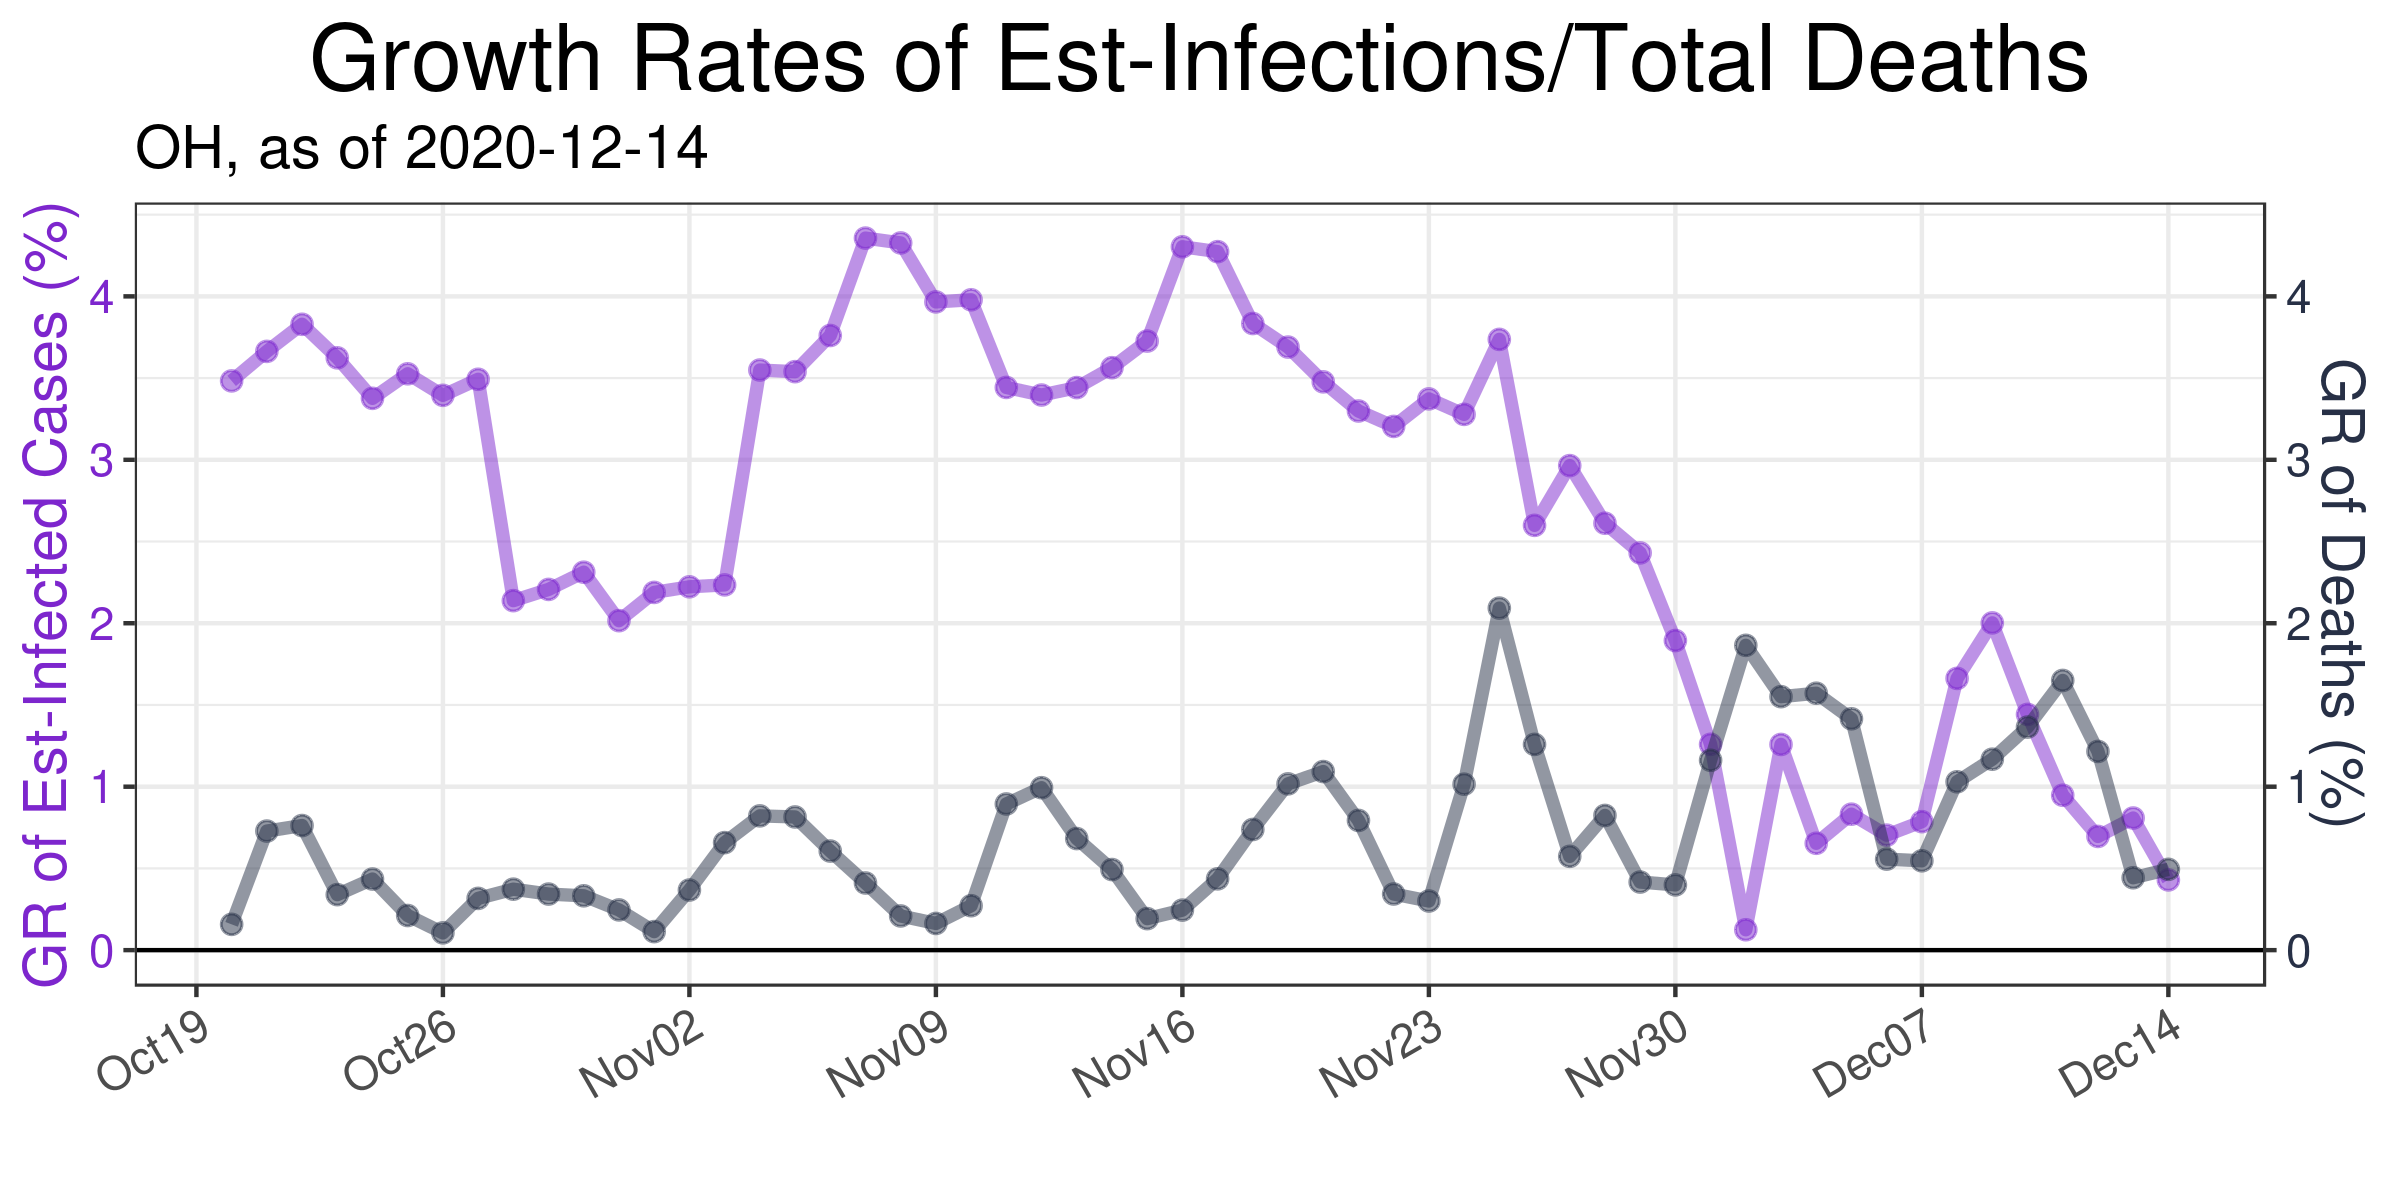 Growth Rates of Est-Infections/Total Deaths
OH, as of 2020-12-14
GR of Est-Infected Cases (%)
4
3
2
1
0
4
3
2
1
0
GR of Deaths (%)
Oct19
Oct26
Nov02
Nov09
Nov16
Nov23
Nov30
Dec07
Dec14